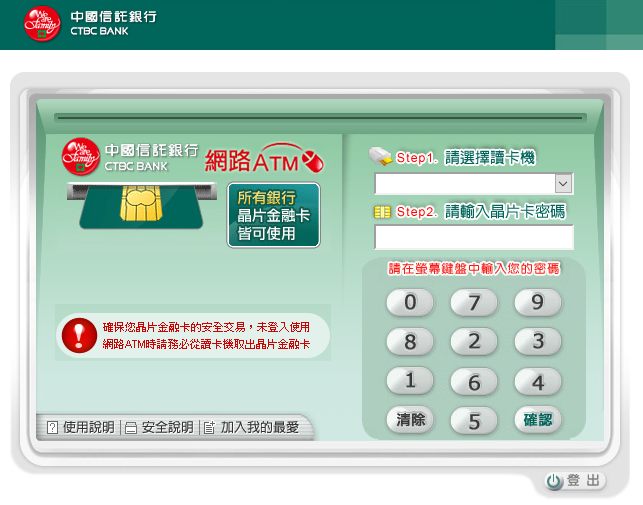 中國信託銀行
CTBC BANK
We Care Family
We Care Family
中國信託銀行
CTBC BANK
網路ATM
所有銀行
晶片金融卡
皆可使用
確保您晶片金融卡的安全交易，未登入使用
網路ATM時請務必從讀卡機取出晶片金融卡
使用說明
安全說明
加入我的最愛
Step1. 請選擇讀卡機
Step2. 請輸入晶片卡密碼
請在螢幕鍵盤中輸入您的密碼
0 7 9
8 2 3
1 6 4
清除 5 確認
登出